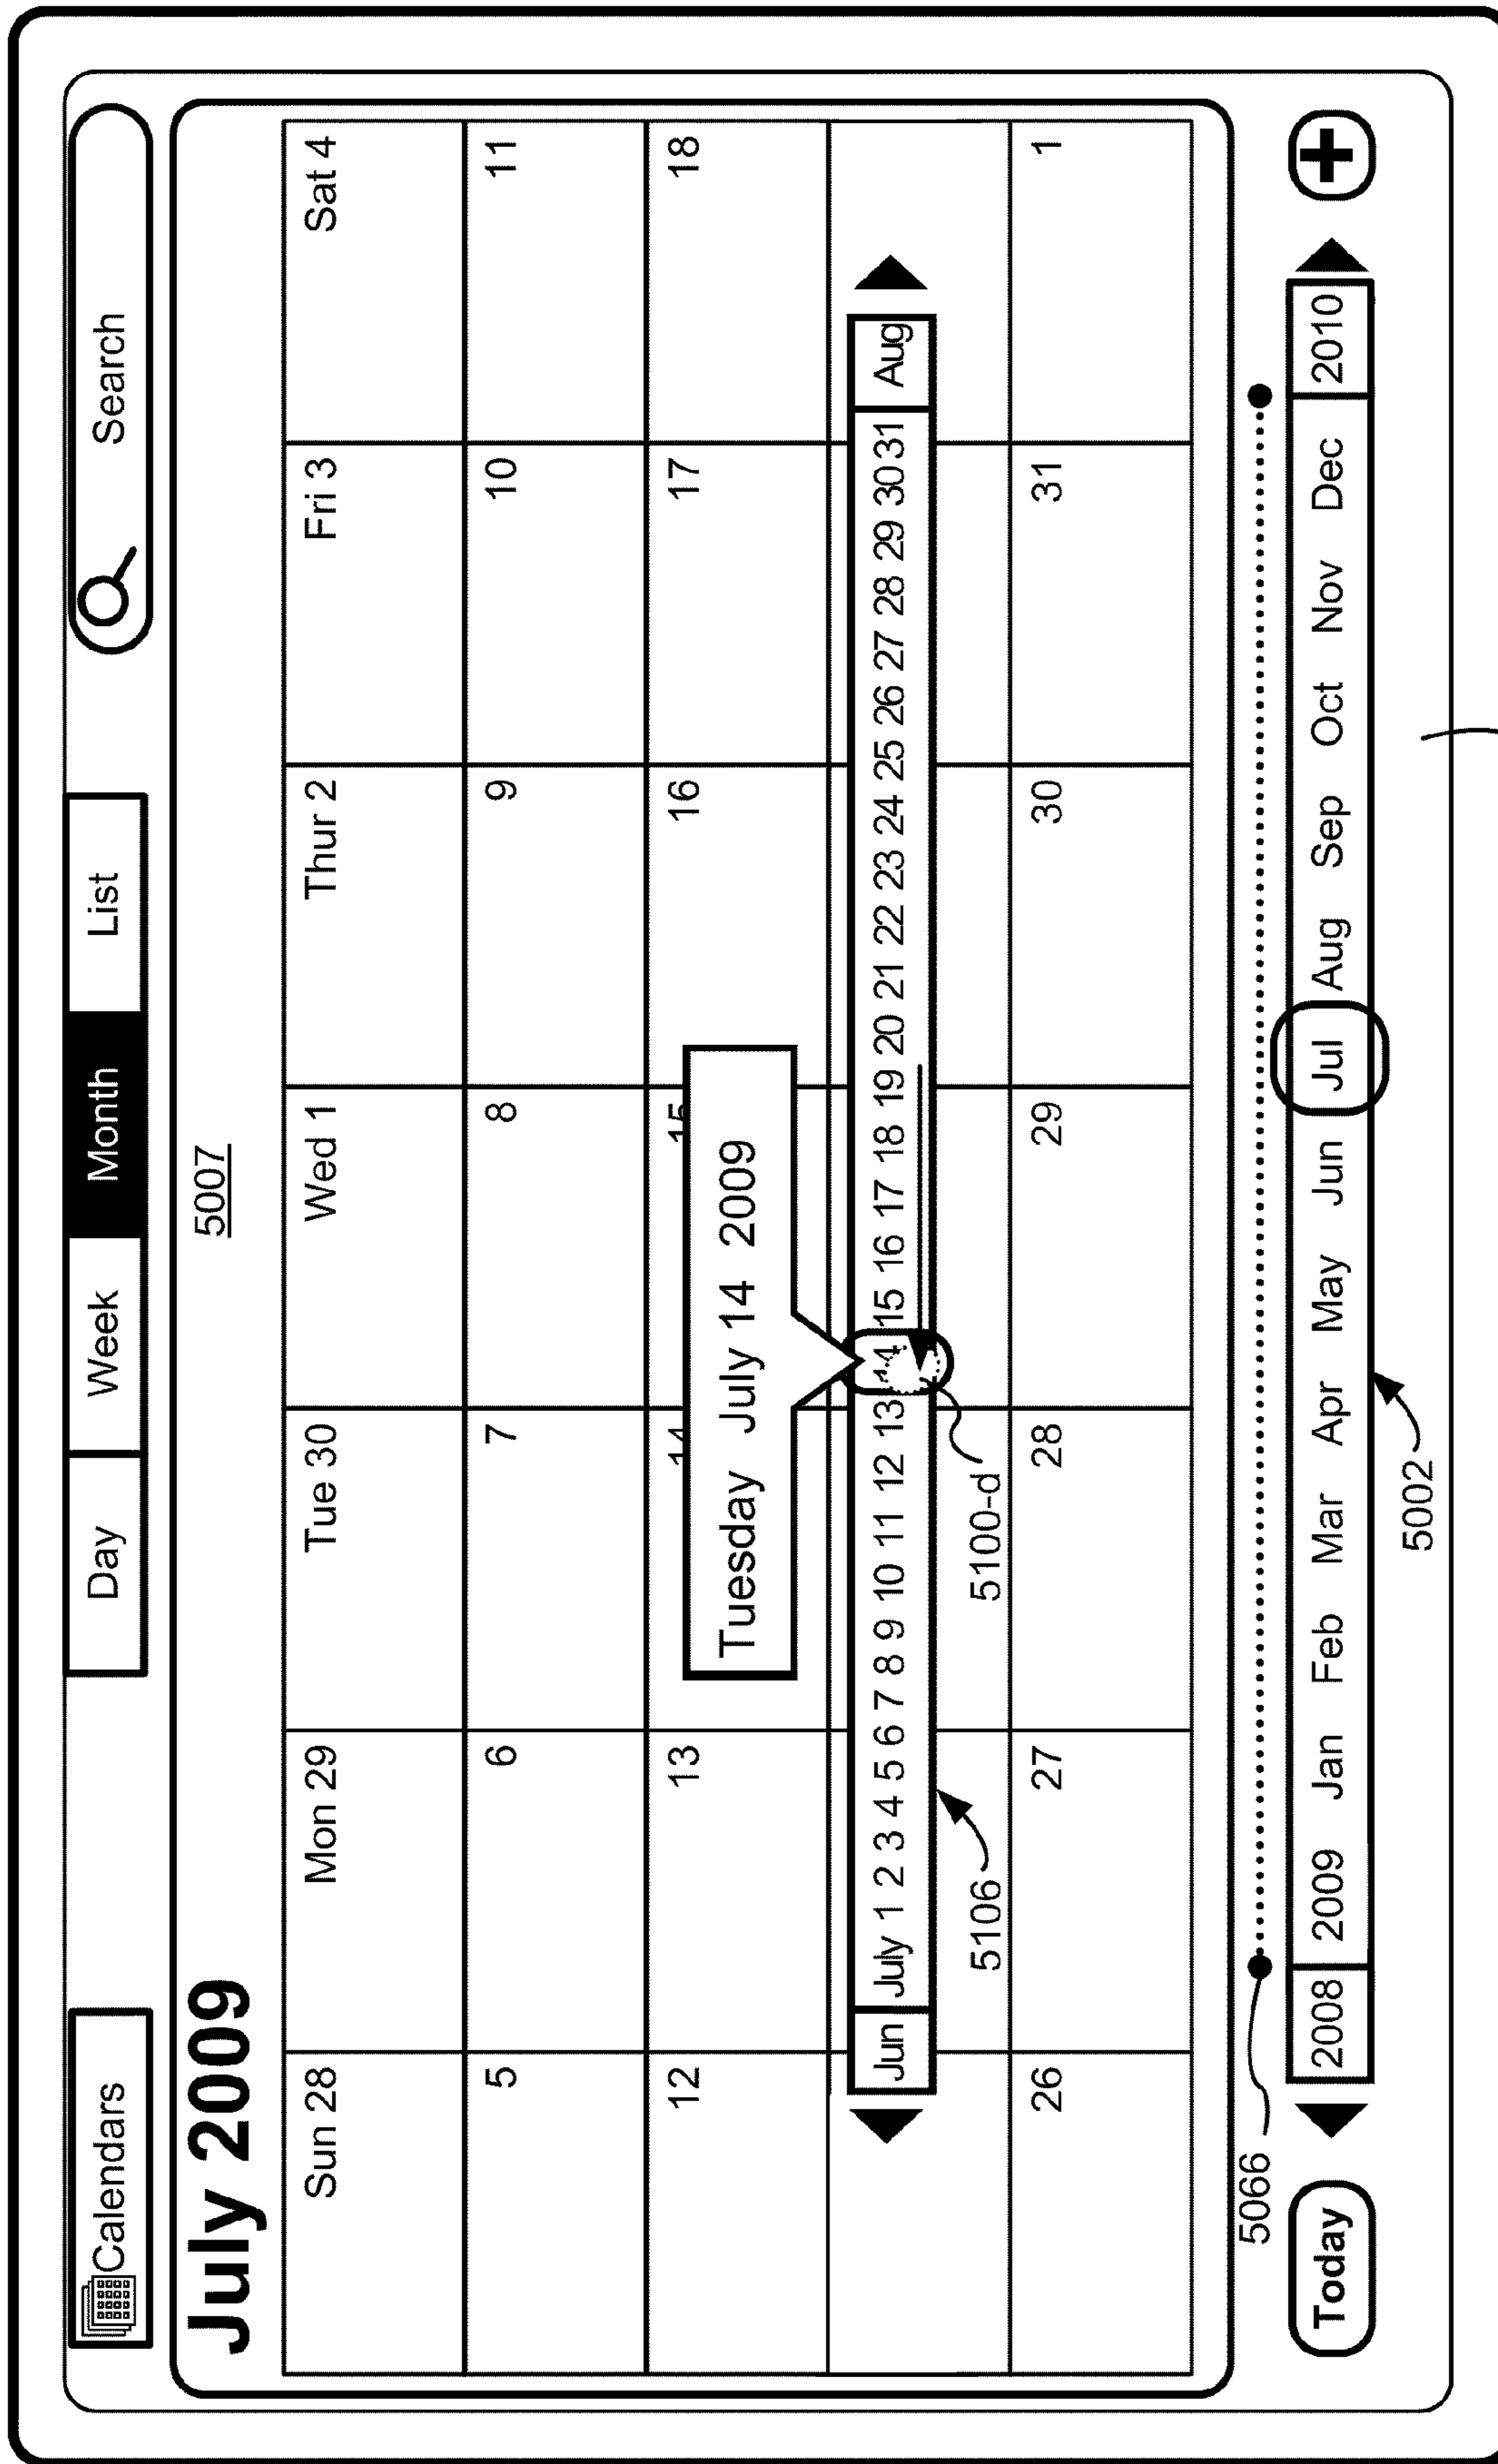 Calendars
Day Week Month List
Search
July 2009
5007
Sun 28 Mon 29 Tue 30 Wed 1 Thur 2 Fri 3 Sat 4
5 6 7 8 9 10 11
12 13 14 15 16 17 18
Tuesday July 14 2009
Jun July 1 2 3 4 5 6 7 8 9 10 11 12 13 14 15 16 17 18 19 20 21 22 23 24 25 26 27 28 29 30 31 Aug
5106
5100-d
26 27 28 29 30 31 1
5066
Today
2008 2009 Jan Feb Mar Apr May Jun Jul Aug Sep Oct Nov Dec 2010
+
5002